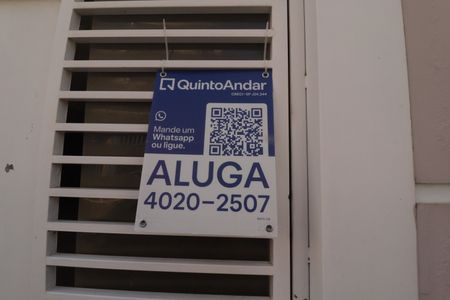 QuintoAndar
Mande um
Whatsapp
ou ligue.
ALUGA
4020-2507